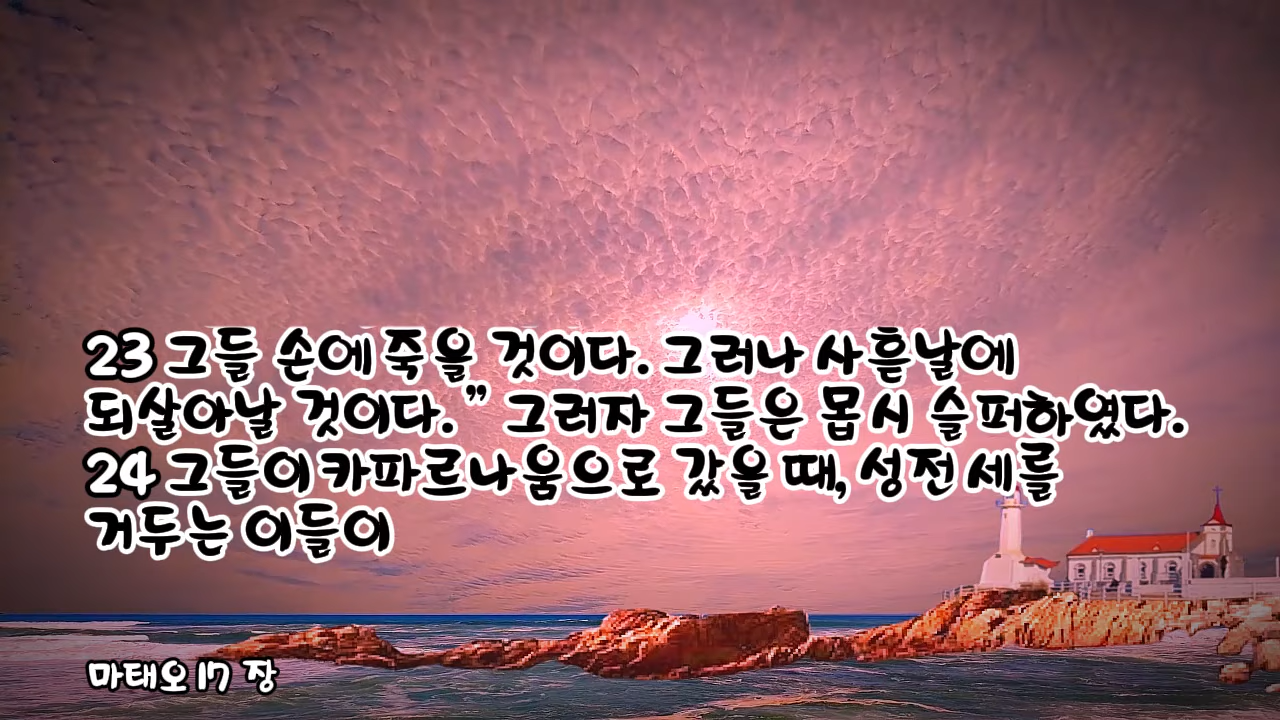 23 그들 손에 죽을 것이다. 그러나 사흗날에
되살아날 것이다.” 그러자 그들은 몹시 슬퍼하였다.
24 그들이 카파르나움으로 갔을 때, 성전 세를
거두는 이들이
마태오 17 장